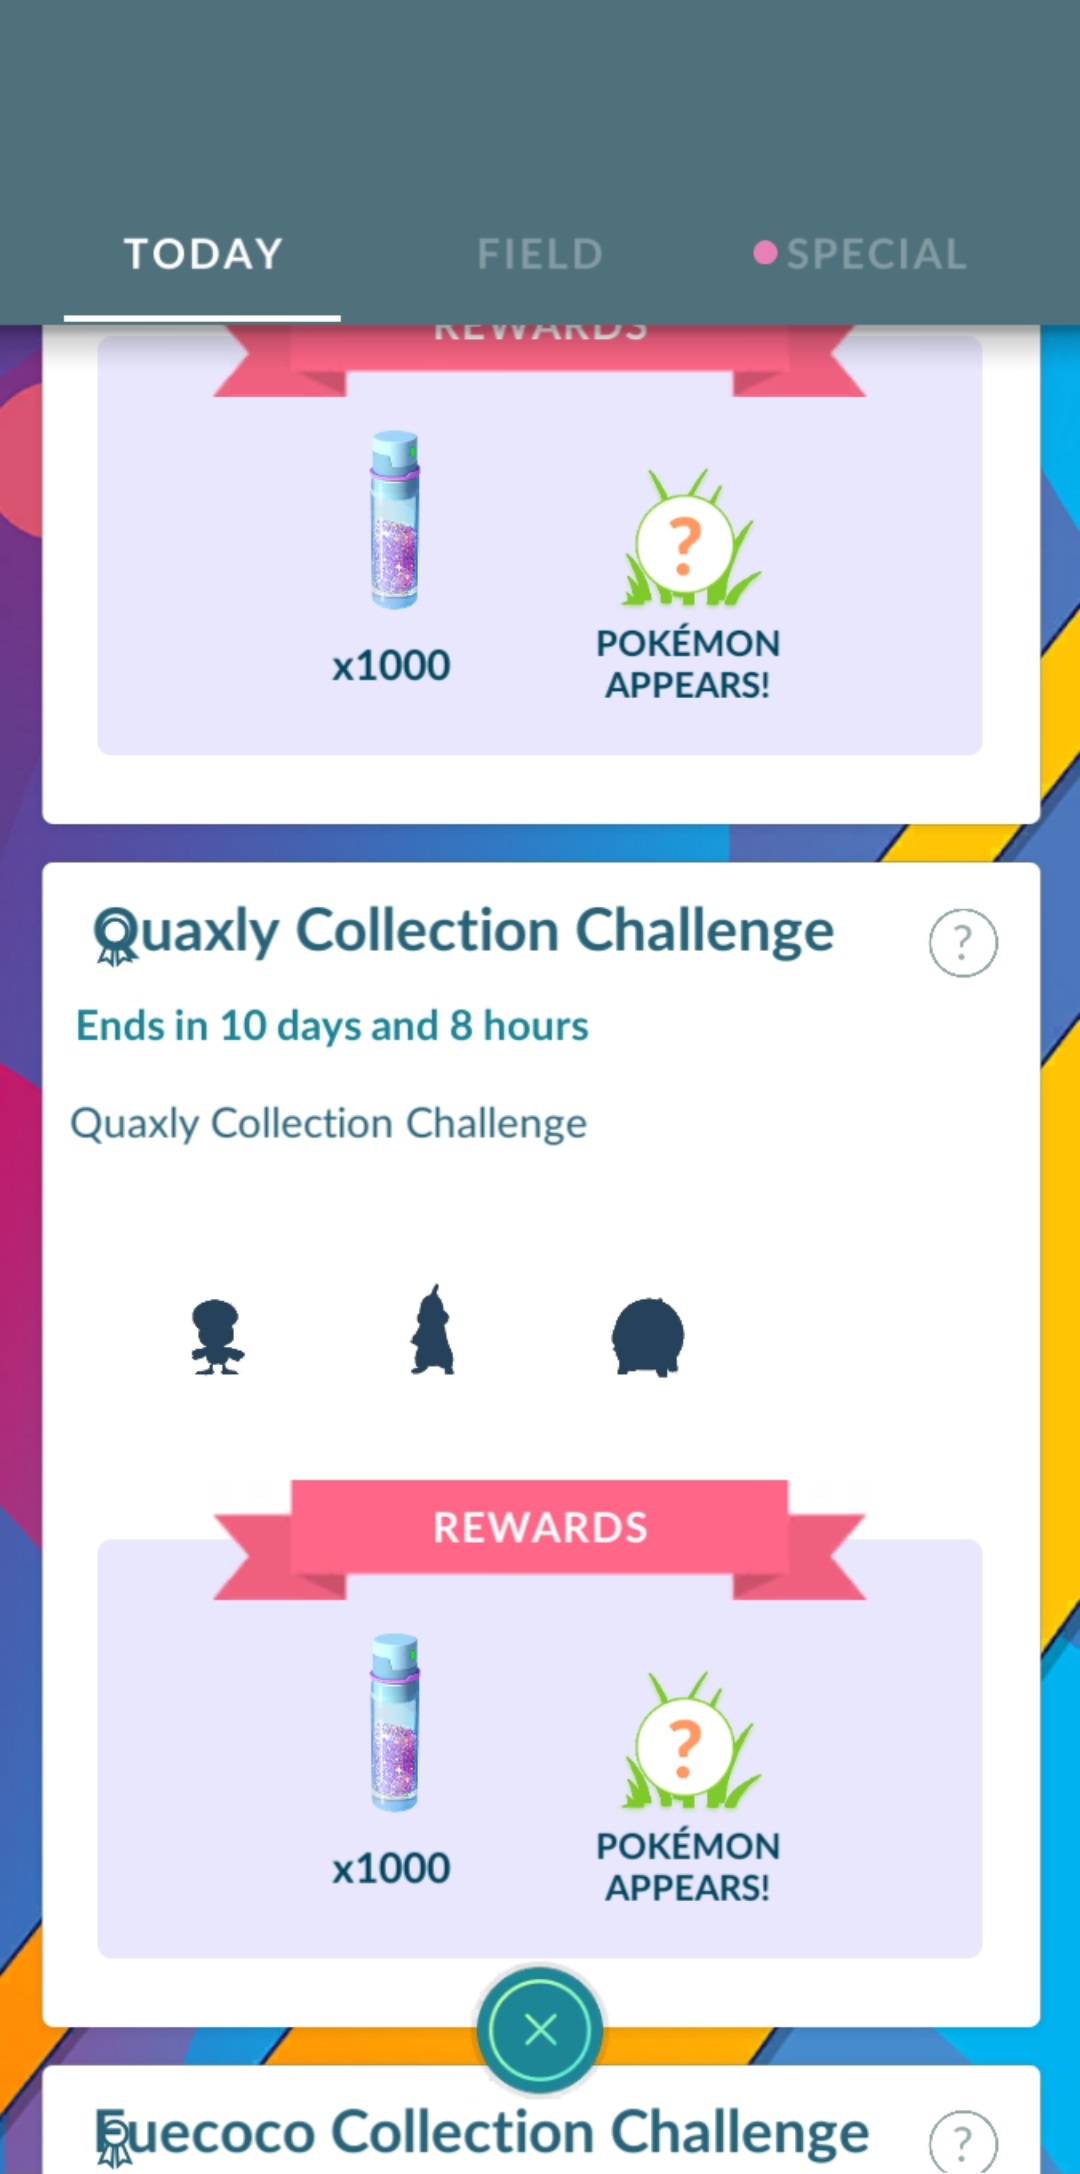 TODAY
FIELD
SPECIAL
REWARDS
?
x1000
POKÉMON
APPEARS!
Quaxly Collection Challenge
?
Ends in 10 days and 8 hours
Quaxly Collection Challenge
REWARDS
?
x1000
POKÉMON
APPEARS!
Fuecoco Collection Challenge
?